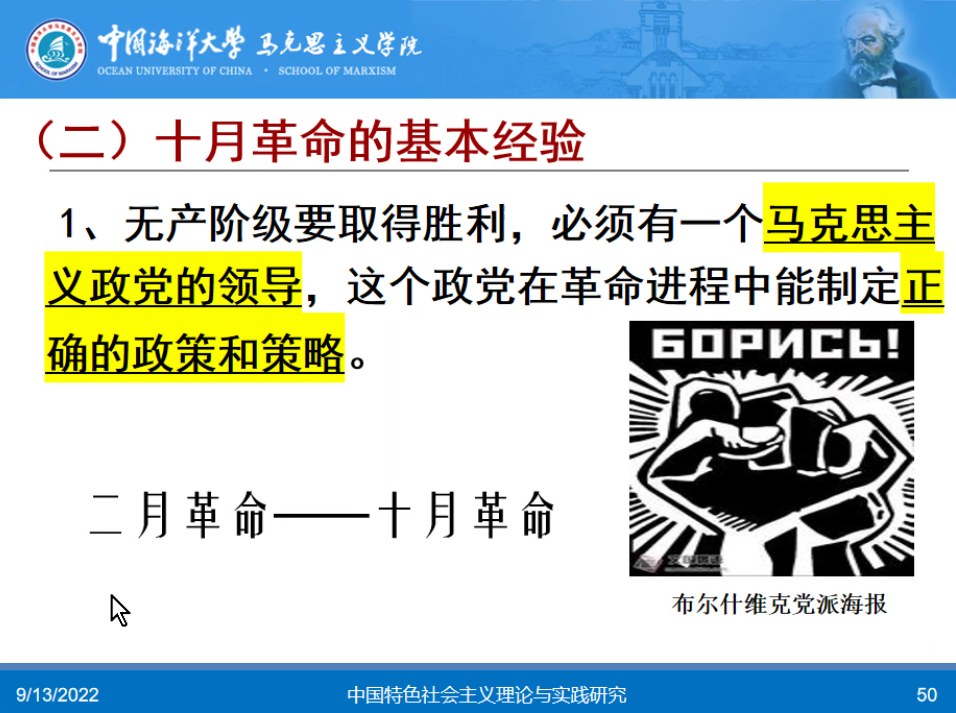 中国海洋大学 马克思主义学院
OCEAN UNIVERSITY OF CHINA · SCHOOL OF MARXISM
（二）十月革命的基本经验
1、无产阶级要取得胜利，必须有一个马克思主
义政党的领导，这个政党在革命进程中能制定正
确的政策和策略。
БОРИСЬ!
二月革命——十月革命
布尔什维克党派海报
9/13/2022
中国特色社会主义理论与实践研究
50